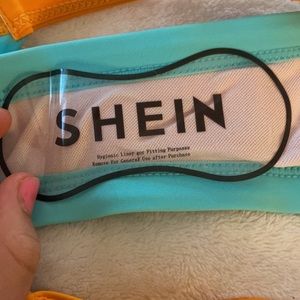 SHEIN
Hygienic Liner for Fitting Purposes
Remove For General Use after Purchase